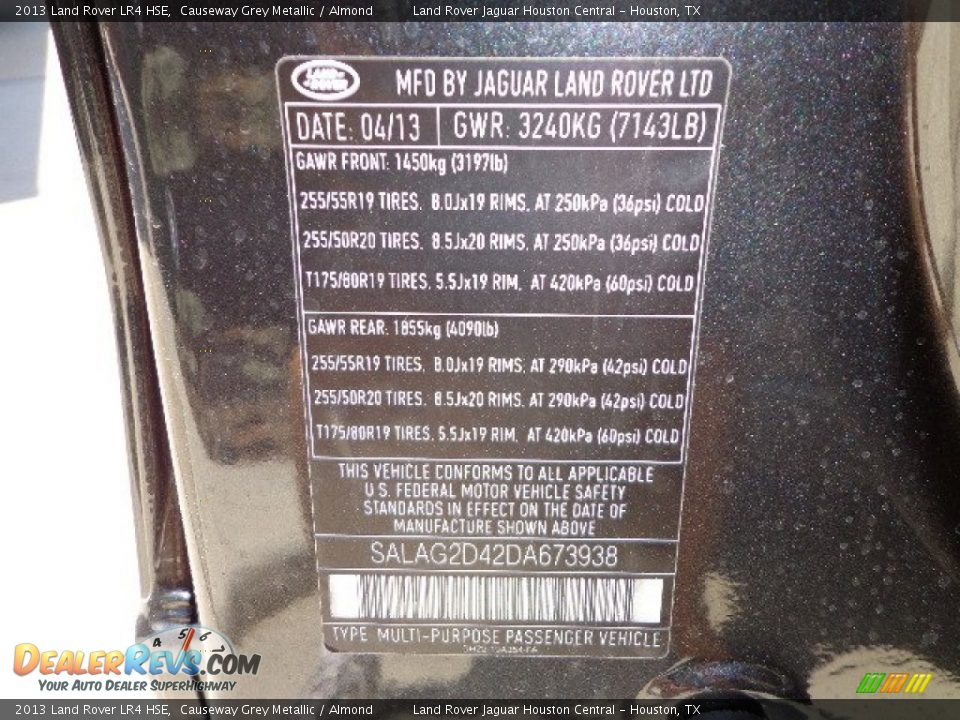 2013 Land Rover LR4 HSE, Causeway Grey Metallic / Almond Land Rover Jaguar Houston Central - Houston, TX
LAND ROVER
MFD BY JAGUAR LAND ROVER LTD
DATE: 04/13 GWR: 3240KG (7143LB)
GAWR FRONT: 1450kg (3197lb)
255/55R19 TIRES, 8.0Jx19 RIMS, AT 250kPa (36psi) COLD
255/50R20 TIRES, 8.5Jx20 RIMS, AT 250kPa (36psi) COLD
T175/80R19 TIRES, 5.5Jx19 RIM, AT 420kPa (60psi) COLD
GAWR REAR: 1855kg (4090lb)
255/55R19 TIRES, 8.0Jx19 RIMS, AT 290kPa (42psi) COLD
255/50R20 TIRES, 8.5Jx20 RIMS, AT 290kPa (42psi) COLD
T175/80R19 TIRES, 5.5Jx19 RIM, AT 420kPa (60psi) COLD
THIS VEHICLE CONFORMS TO ALL APPLICABLE
U S. FEDERAL MOTOR VEHICLE SAFETY
STANDARDS IN EFFECT ON THE DATE OF
MANUFACTURE SHOWN ABOVE
SALAG2D42DA673938
TYPE MULTI-PURPOSE PASSENGER VEHICLE
4 5 6
DealerRevs.com
Your Auto Dealer SuperHighway
2013 Land Rover LR4 HSE, Causeway Grey Metallic / Almond Land Rover Jaguar Houston Central - Houston, TX